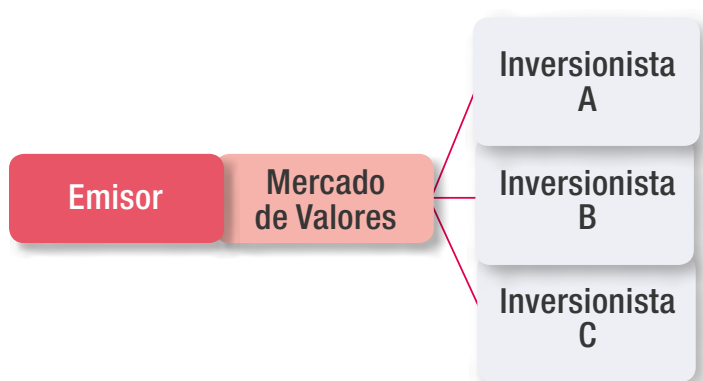 Emisor
Mercado
de Valores
Inversionista
A
Inversionista
B
Inversionista
C